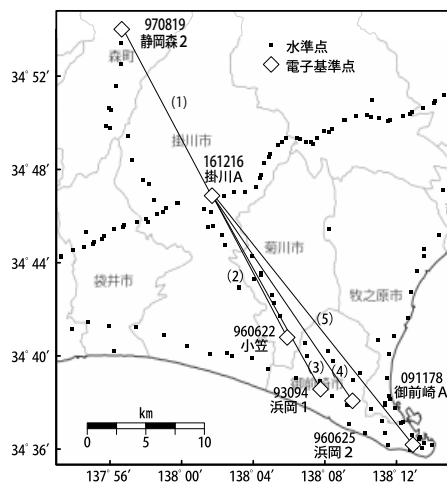 970819
静岡森2
森町
水準点
電子基準点
34°52′
(1)
掛川市
34°48′
161216
掛川A
34°44′
菊川市
(2)
袋井市
牧之原市
(5)
960622
小笠
34°40′
(3)
(4)
御前崎市
091178
御前崎A
93094
浜岡1
km
0 5 10
960625
浜岡2
34°36′
137°56′ 138°00′ 138°04′ 138°08′ 138°12′